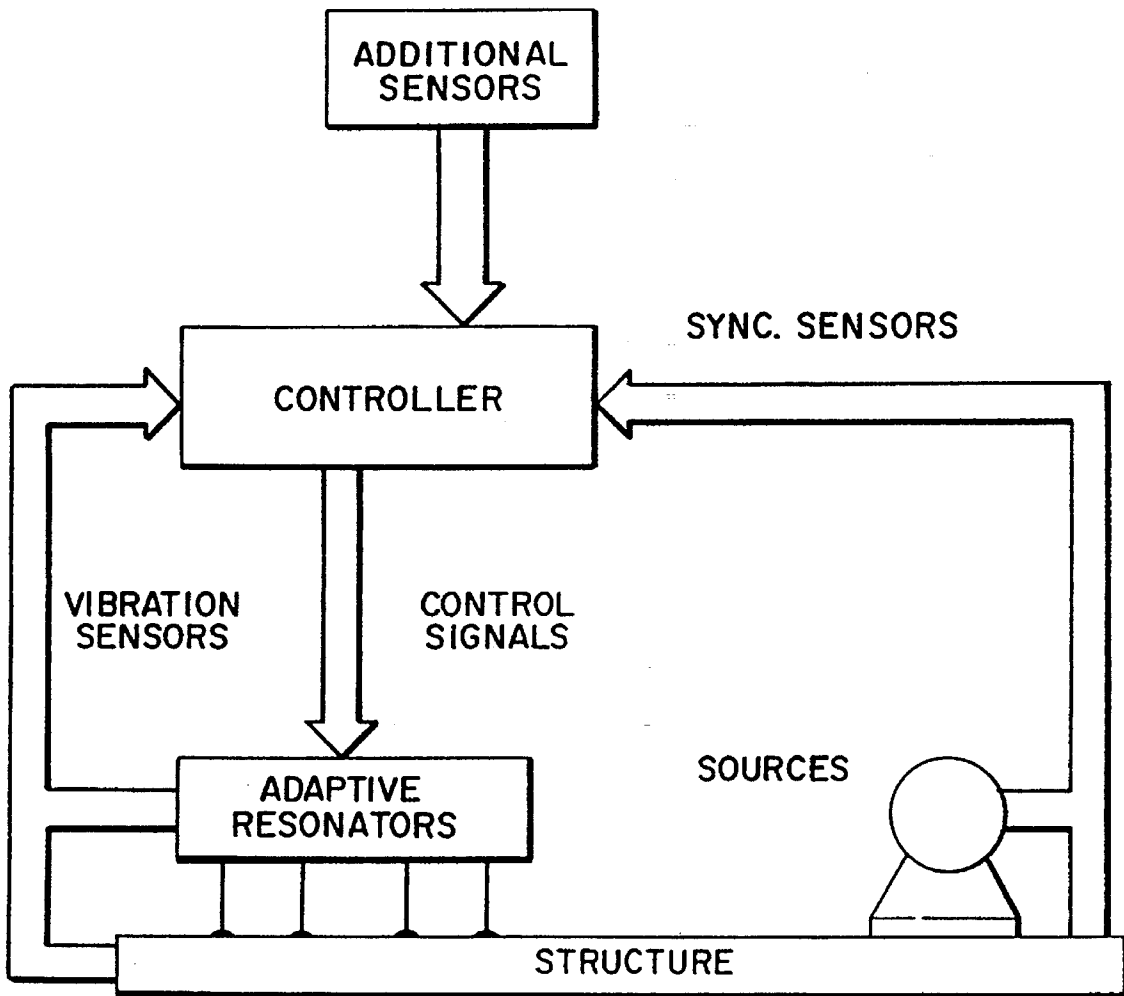 ADDITIONAL
SENSORS
SYNC. SENSORS
CONTROLLER
VIBRATION
SENSORS
CONTROL
SIGNALS
SOURCES
ADAPTIVE
RESONATORS
STRUCTURE